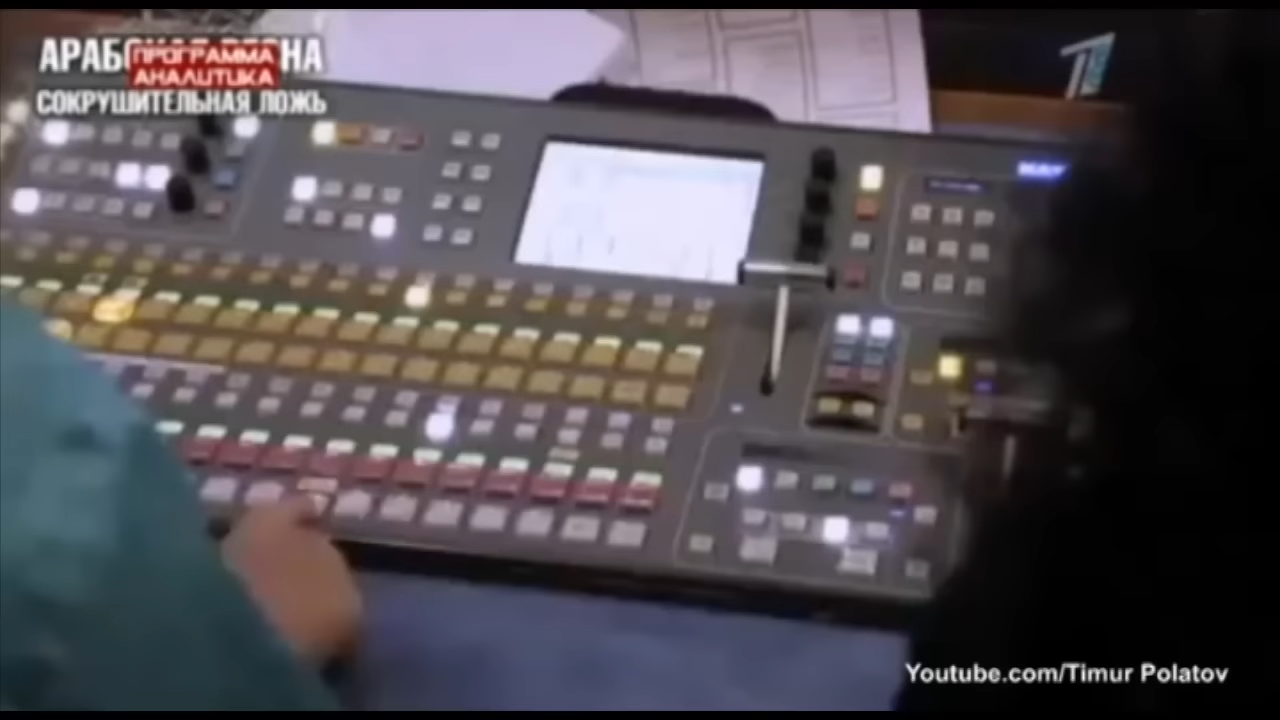 ПРОГРАММА
АНАЛИТИКА
СОКРУШИТЕЛЬНАЯ ЛОЖЬ
Youtube.com/Timur Polatov